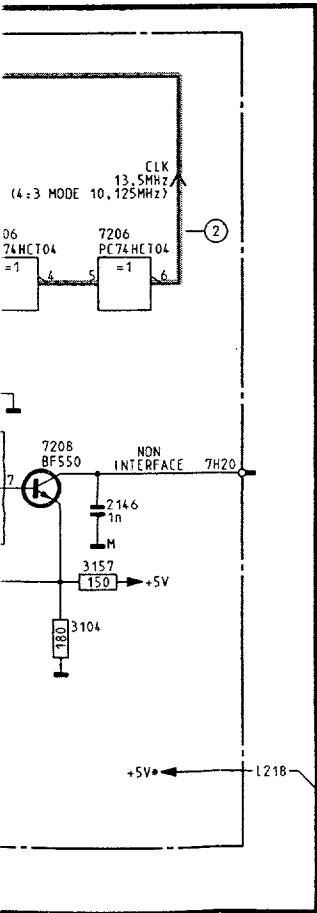 CLK
13,5MHz
(4:3 MODE 10,125MHz)
2
06
74HCT04
7206
PC74HCT04
=1
=1
4
5
6
7208
BF550
NON
INTERFACE
7H20
7
2146
1n
M
3157
150
+5V
180
3104
+5V*
L218